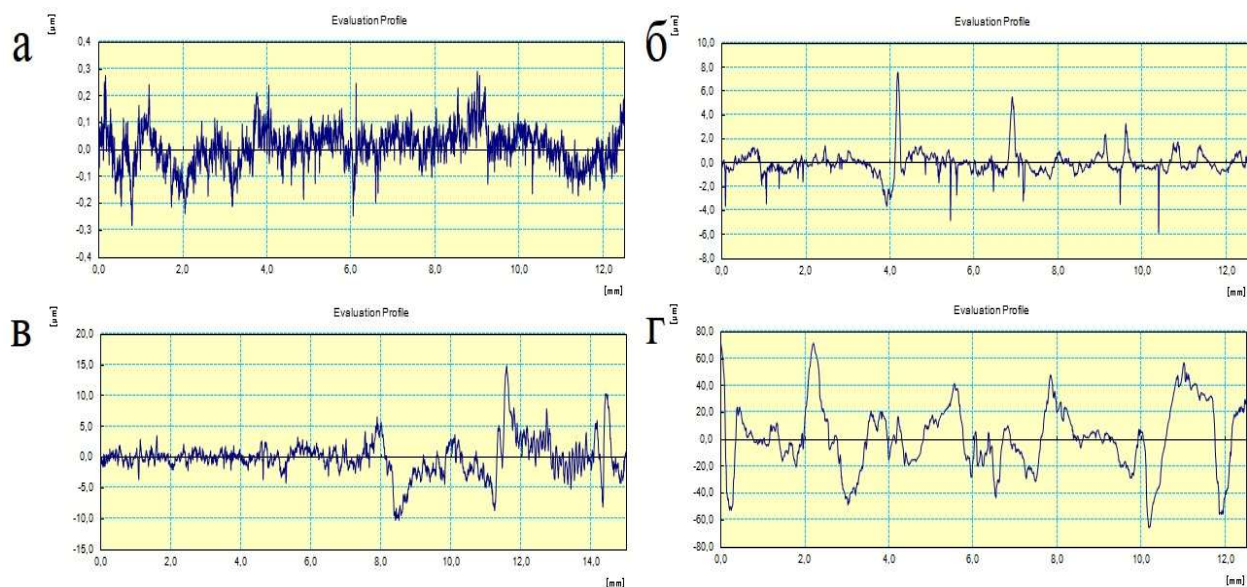 а
[µm]
Evaluation Profile
0,4
0,3
0,2
0,1
0,0
-0,1
-0,2
-0,3
-0,4
0,0 2,0 4,0 6,0 8,0 10,0 12,0
[mm]
б
[µm]
Evaluation Profile
10,0
8,0
6,0
4,0
2,0
0,0
-2,0
-4,0
-6,0
-8,0
0,0 2,0 4,0 6,0 8,0 10,0 12,0
[mm]
в
[µm]
Evaluation Profile
20,0
15,0
10,0
5,0
0,0
-5,0
-10,0
-15,0
0,0 2,0 4,0 6,0 8,0 10,0 12,0 14,0
[mm]
г
[µm]
Evaluation Profile
80,0
60,0
40,0
20,0
0,0
-20,0
-40,0
-60,0
-80,0
0,0 2,0 4,0 6,0 8,0 10,0 12,0
[mm]